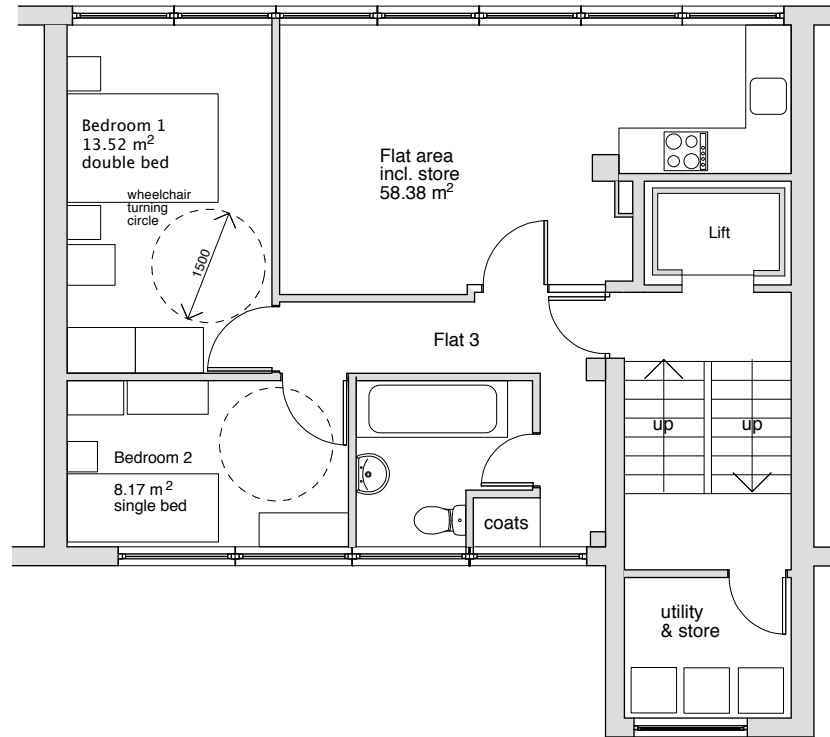 Bedroom 1
13.52 m²
double bed
wheelchair
turning
circle
1500
Flat area
incl. store
58.38 m²
Lift
Flat 3
up
up
Bedroom 2
8.17 m²
single bed
coats
utility
& store